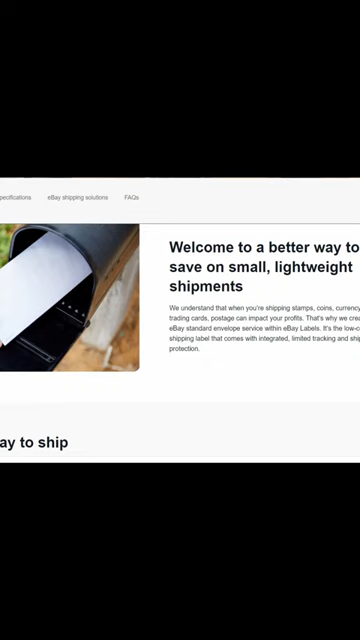 pecifications eBay shipping solutions FAQs
Welcome to a better way to
save on small, lightweight
shipments
We understand that when you're shipping stamps, coins, currency
trading cards, postage can impact your profits. That's why we crea
eBay standard envelope service within eBay Labels. It's the low-c
shipping label that comes with integrated, limited tracking and ship
protection.
ay to ship